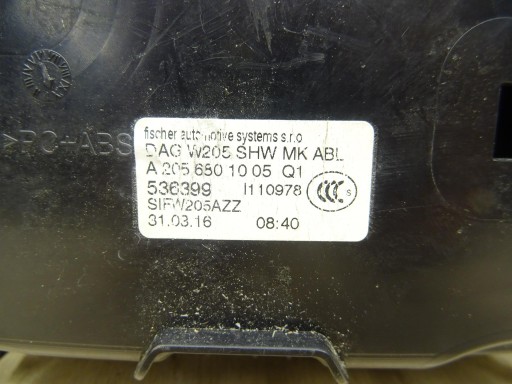 fischer automotive systems s.r.o
DAG W205 SHW MK ABL
A 205 680 10 05 Q1
536399 I110978
CCC S
SIFW205AZZ
31.03.16 08:40
>PC+ABS